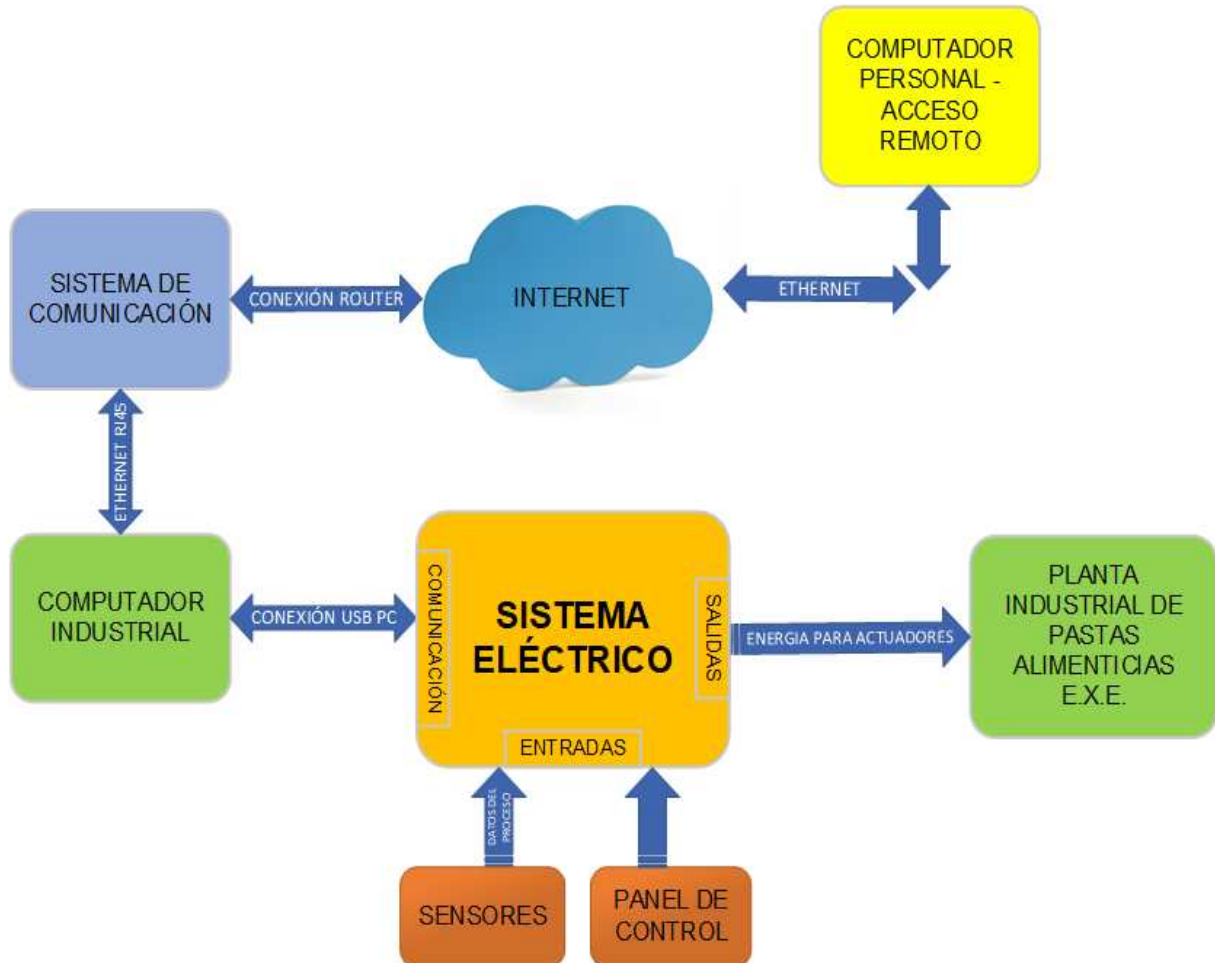 COMPUTADOR
PERSONAL -
ACCESO
REMOTO
SISTEMA DE
COMUNICACIÓN
CONEXIÓN ROUTER
INTERNET
ETHERNET
ETHERNET RJ45
COMPUTADOR
INDUSTRIAL
CONEXIÓN USB PC
COMUNICACIÓN
SISTEMA
ELÉCTRICO
SALIDAS
ENTRADAS
ENERGIA PARA ACTUADORES
PLANTA
INDUSTRIAL DE
PASTAS
ALIMENTICIAS
E.X.E.
DATOS DEL
PROCESO
SENSORES
PANEL DE
CONTROL